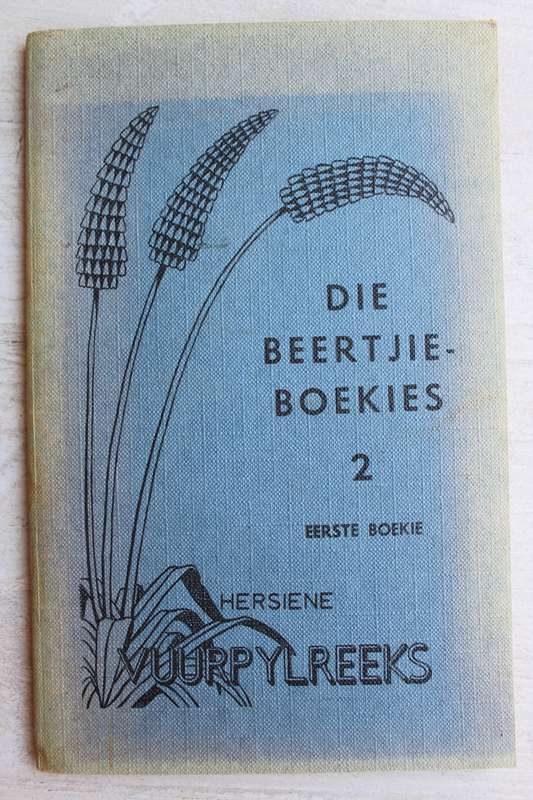 DIE
BEERTJIE-
BOEKIES
2
EERSTE BOEKIE
HERSIENE
VUURPYLREEKS